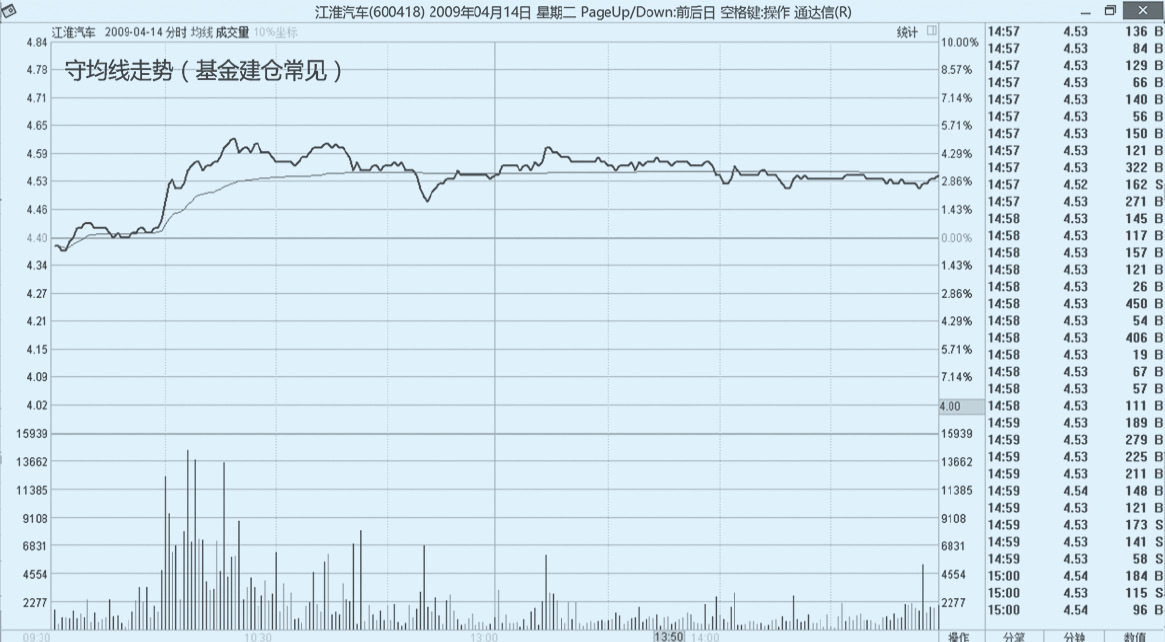 江淮汽车(600418) 2009年04月14日 星期二 PageUp/Down:前后日 空格键:操作 通达信(R)
江淮汽车 2009-04-14 分时 均线 成交量 10%坐标 统计
守均线走势（基金建仓常见）
4.84 10.00%
4.78 8.57%
4.71 7.14%
4.65 5.71%
4.59 4.29%
4.53 2.86%
4.46 1.43%
4.40 0.00%
4.34 1.43%
4.27 2.86%
4.21 4.29%
4.15 5.71%
4.09 7.14%
4.02 4.00
15939 15939
13662 13662
11385 11385
9108 9108
6831 6831
4554 4554
2277 2277
09:30 10:30 13:00 13:50 14:00 操作
14:57 4.53 136 B
14:57 4.53 84 B
14:57 4.53 129 B
14:57 4.53 66 B
14:57 4.53 140 B
14:57 4.53 56 B
14:57 4.53 150 B
14:57 4.53 121 B
14:57 4.53 322 B
14:57 4.52 162 S
14:57 4.53 271 B
14:58 4.53 145 B
14:58 4.53 117 B
14:58 4.53 157 B
14:58 4.53 121 B
14:58 4.53 26 B
14:58 4.53 450 B
14:58 4.53 54 B
14:58 4.53 406 B
14:58 4.53 19 B
14:58 4.53 67 B
14:58 4.53 57 B
14:58 4.53 111 B
14:59 4.53 189 B
14:59 4.53 279 B
14:59 4.53 225 B
14:59 4.53 211 B
14:59 4.54 148 B
14:59 4.53 121 B
14:59 4.53 173 S
14:59 4.53 141 S
14:59 4.53 58 S
15:00 4.54 184 B
15:00 4.53 115 S
15:00 4.54 96 B
分笔 分钟 数值